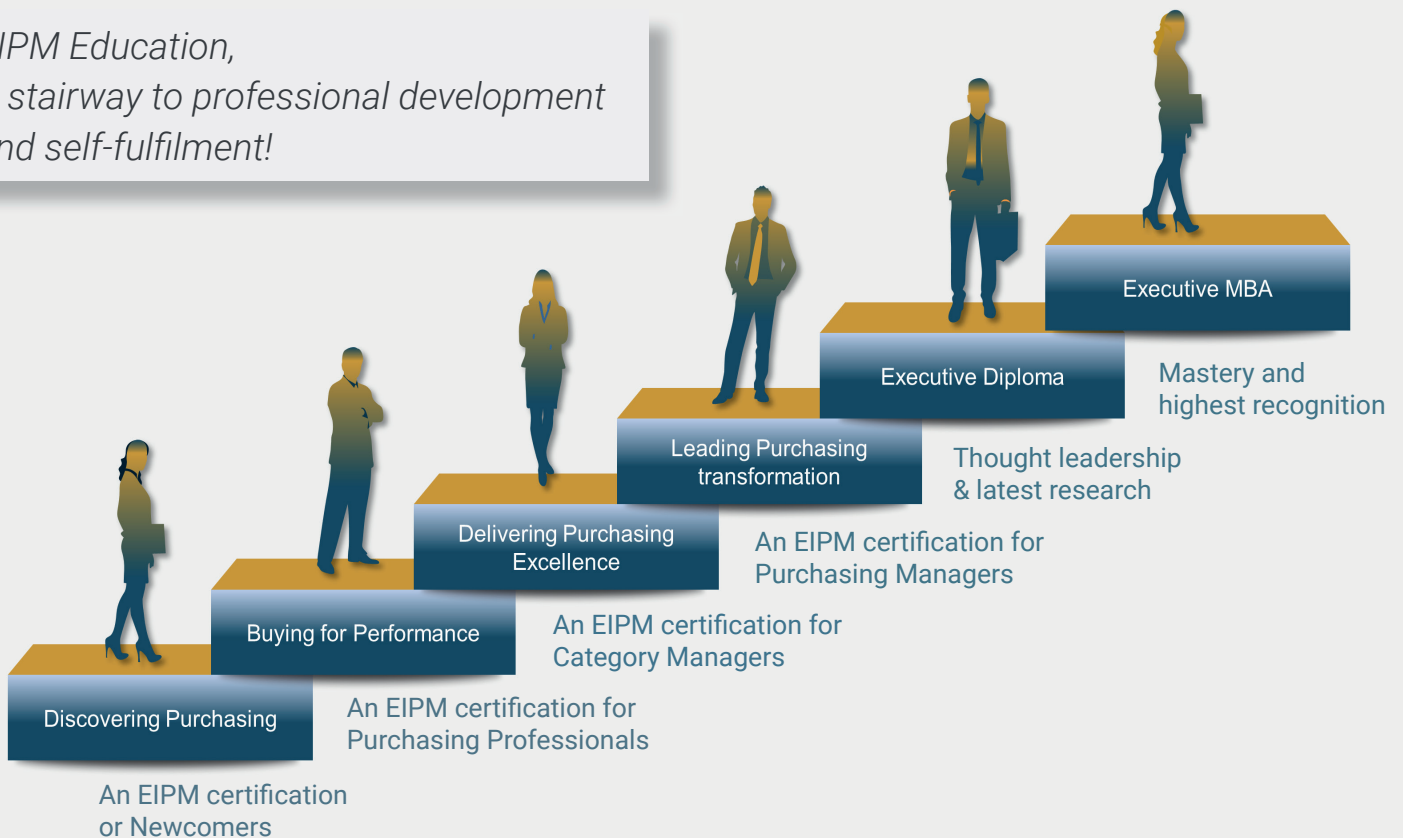 IPM Education,
stairway to professional development
nd self-fulfilment!
Executive MBA
Mastery and
highest recognition
Executive Diploma
Thought leadership
& latest research
Leading Purchasing
transformation
An EIPM certification for
Purchasing Managers
Delivering Purchasing
Excellence
An EIPM certification for
Category Managers
Buying for Performance
An EIPM certification for
Purchasing Professionals
Discovering Purchasing
An EIPM certification
or Newcomers